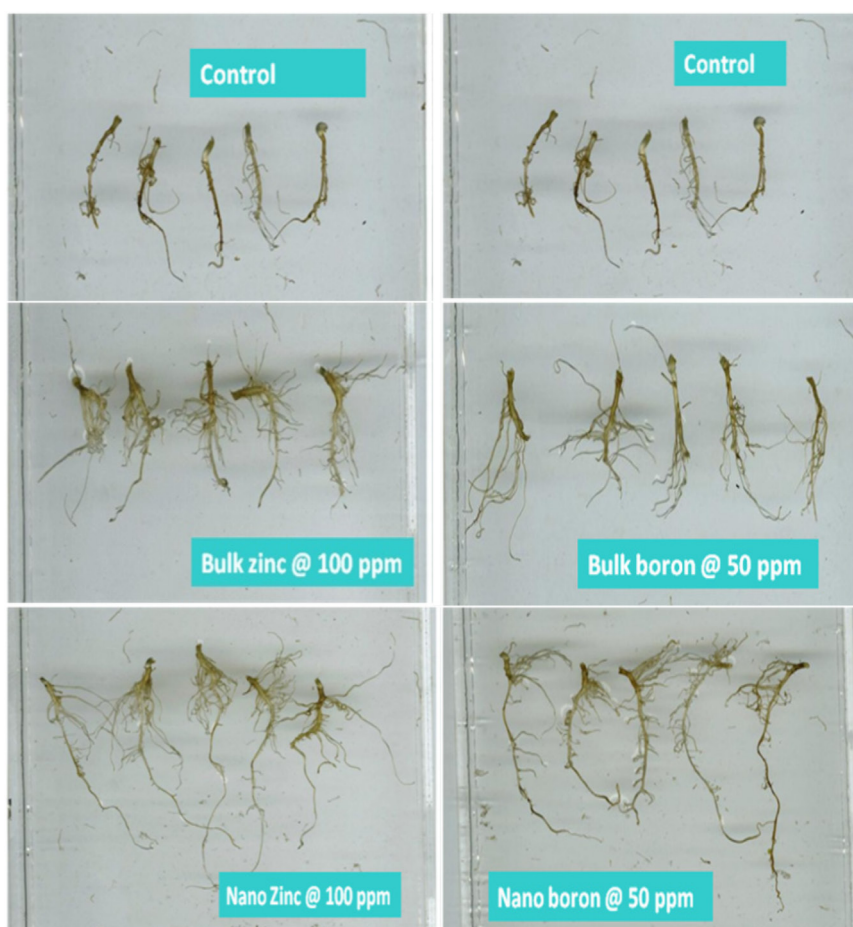 Control
Control
Bulk zinc @ 100 ppm
Bulk boron @ 50 ppm
Nano Zinc @ 100 ppm
Nano boron @ 50 ppm